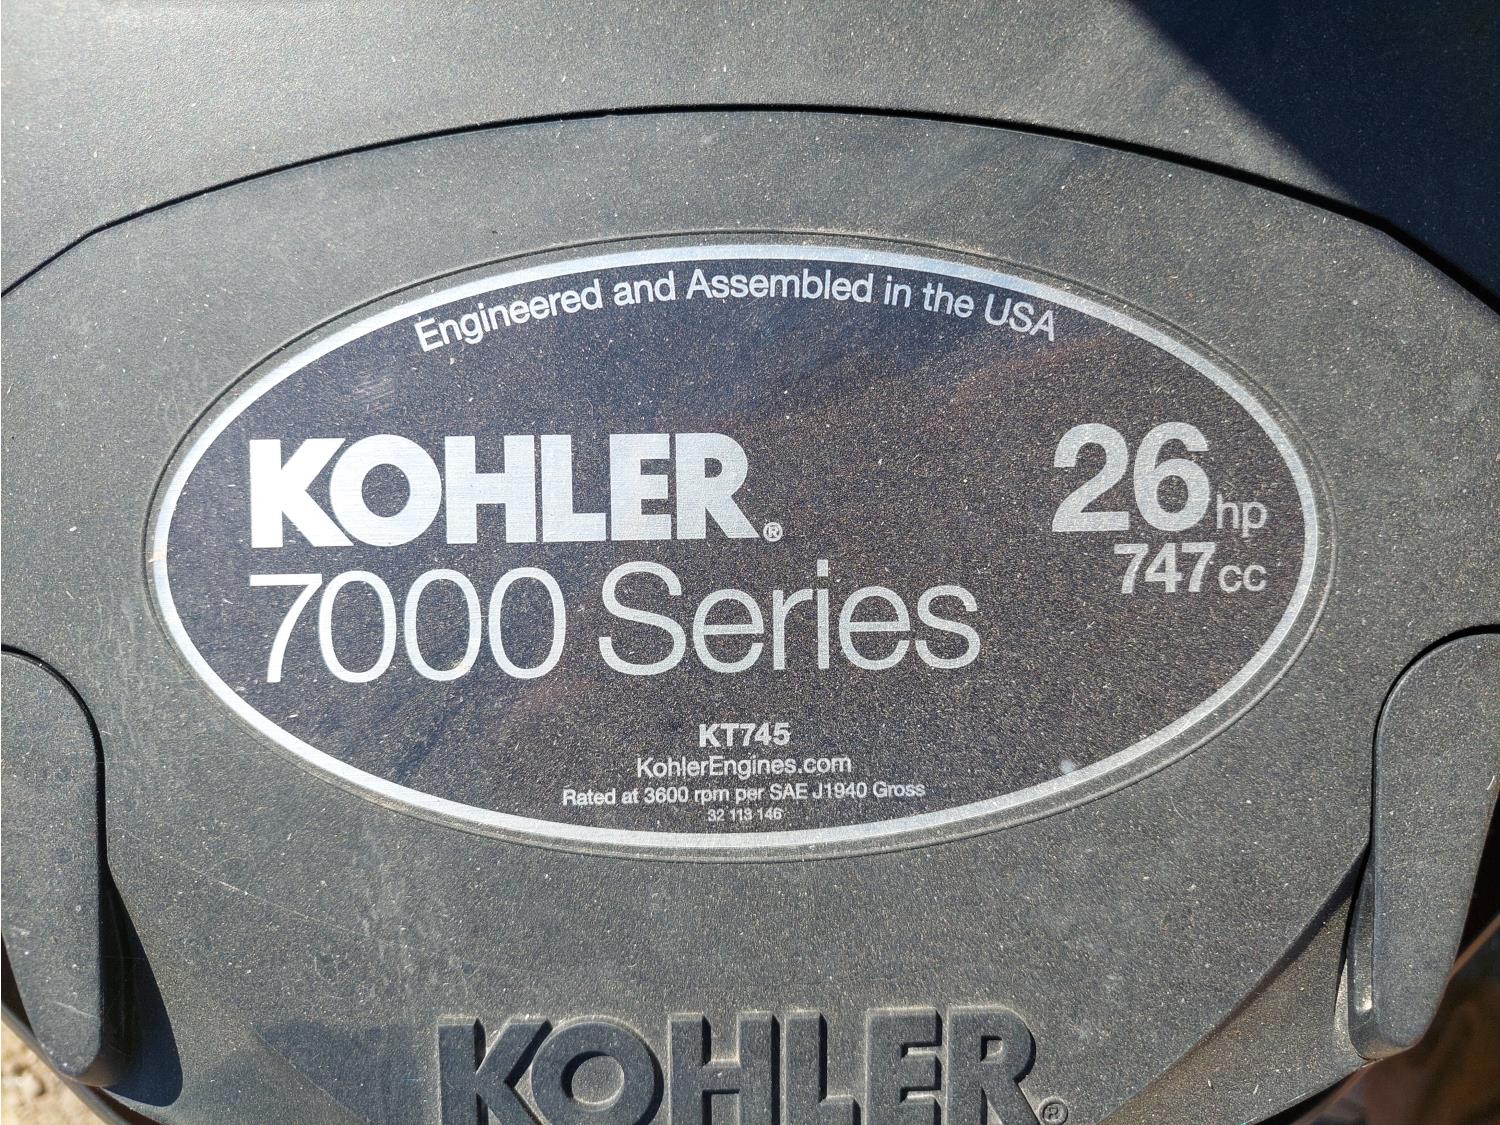 Engineered and Assembled in the USA
KOHLER®
26hp
747cc
7000 Series
KT745
KohlerEngines.com
Rated at 3600 rpm per SAE J1940 Gross
32 113 146
KOHLER®